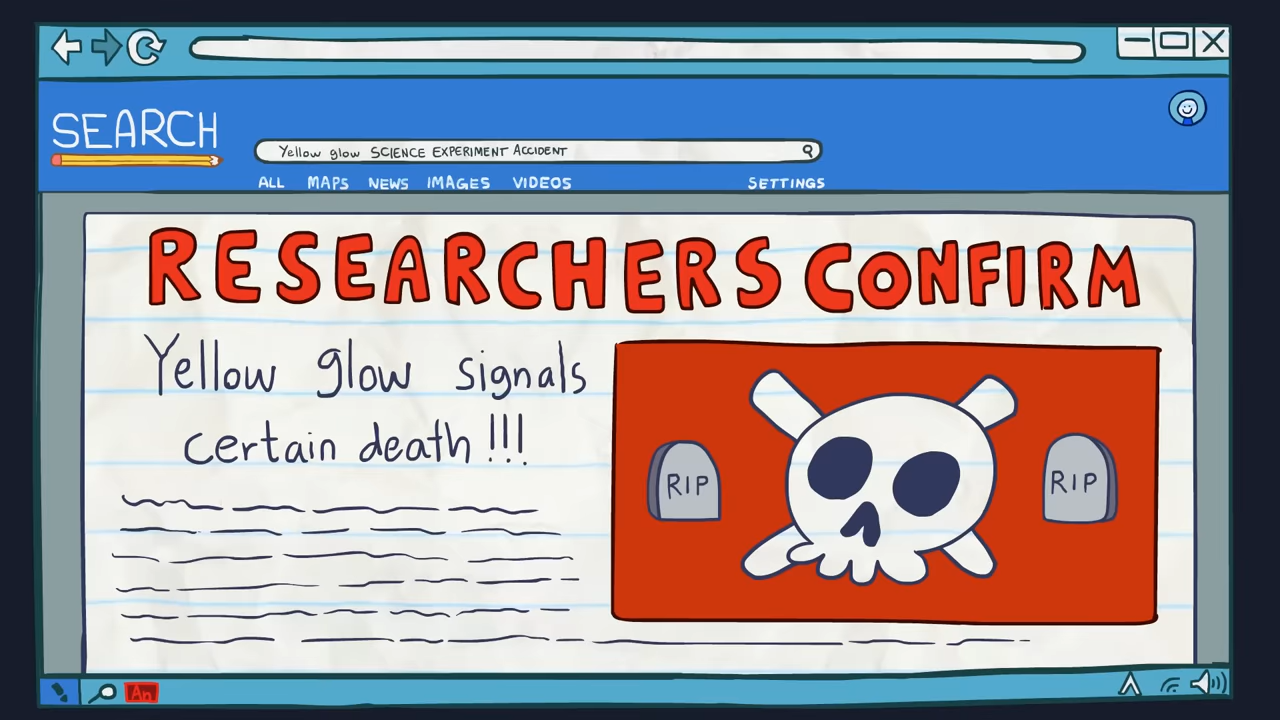 SEARCH
Yellow glow SCIENCE EXPERIMENT ACCIDENT
ALL MAPS NEWS IMAGES VIDEOS SETTINGS
RESEARCHERS CONFIRM
Yellow glow signals
certain death!!!
RIP
RIP
An